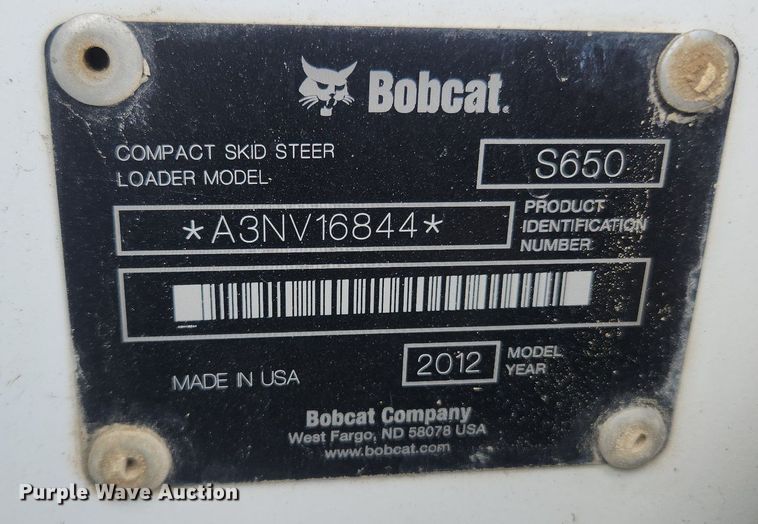 Bobcat.
COMPACT SKID STEER
LOADER MODEL
S650
*A3NV16844*
PRODUCT
IDENTIFICATION
NUMBER
MADE IN USA
2012
MODEL
YEAR
Bobcat Company
West Fargo, ND 58078 USA
www.bobcat.com
Purple Wave Auction